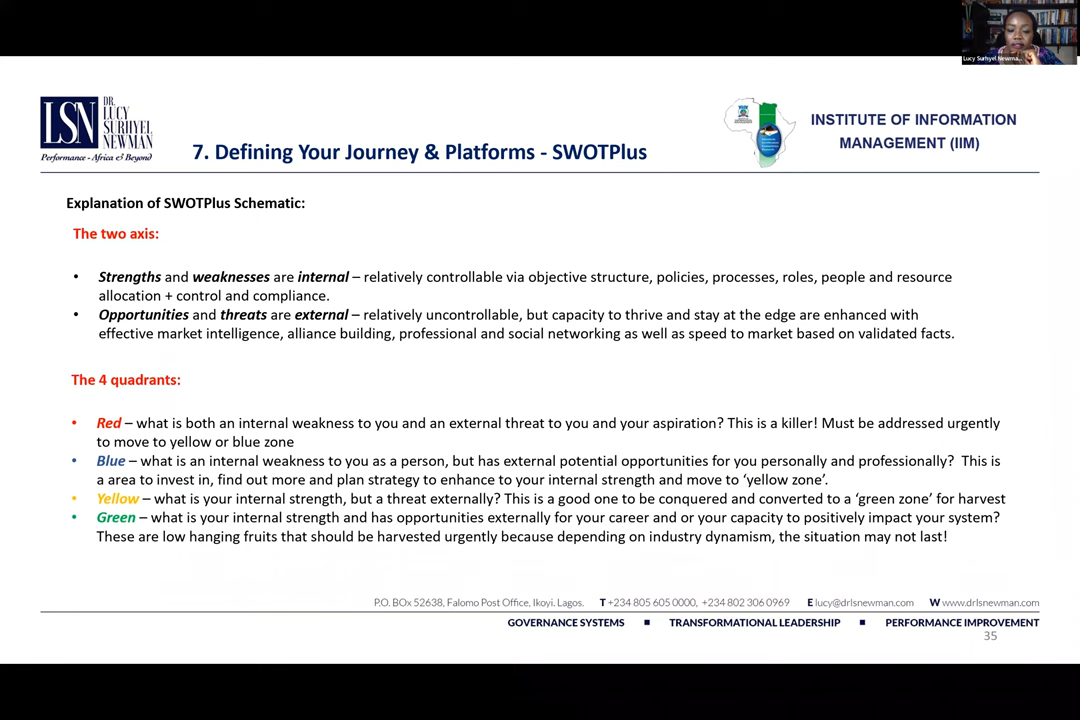 Lucy Surhyel Newma...
LSN
DR.
LUCY
SURHYEL
NEWMAN
Performance - Africa & Beyond
7. Defining Your Journey & Platforms - SWOTPlus
INSTITUTE OF INFORMATION
MANAGEMENT (IIM)
Explanation of SWOTPlus Schematic:
The two axis:
• Strengths and weaknesses are internal – relatively controllable via objective structure, policies, processes, roles, people and resource
allocation + control and compliance.
• Opportunities and threats are external – relatively uncontrollable, but capacity to thrive and stay at the edge are enhanced with
effective market intelligence, alliance building, professional and social networking as well as speed to market based on validated facts.
The 4 quadrants:
• Red – what is both an internal weakness to you and an external threat to you and your aspiration? This is a killer! Must be addressed urgently
to move to yellow or blue zone
• Blue – what is an internal weakness to you as a person, but has external potential opportunities for you personally and professionally? This is
a area to invest in, find out more and plan strategy to enhance to your internal strength and move to ‘yellow zone’.
• Yellow – what is your internal strength, but a threat externally? This is a good one to be conquered and converted to a ‘green zone’ for harvest
• Green – what is your internal strength and has opportunities externally for your career and or your capacity to positively impact your system?
These are low hanging fruits that should be harvested urgently because depending on industry dynamism, the situation may not last!
P.O. BOx 52638, Falomo Post Office, Ikoyi, Lagos. T +234 805 605 0000, +234 802 306 0969 E lucy@drlsnewman.com W www.drlsnewman.com
GOVERNANCE SYSTEMS ■ TRANSFORMATIONAL LEADERSHIP ■ PERFORMANCE IMPROVEMENT
35